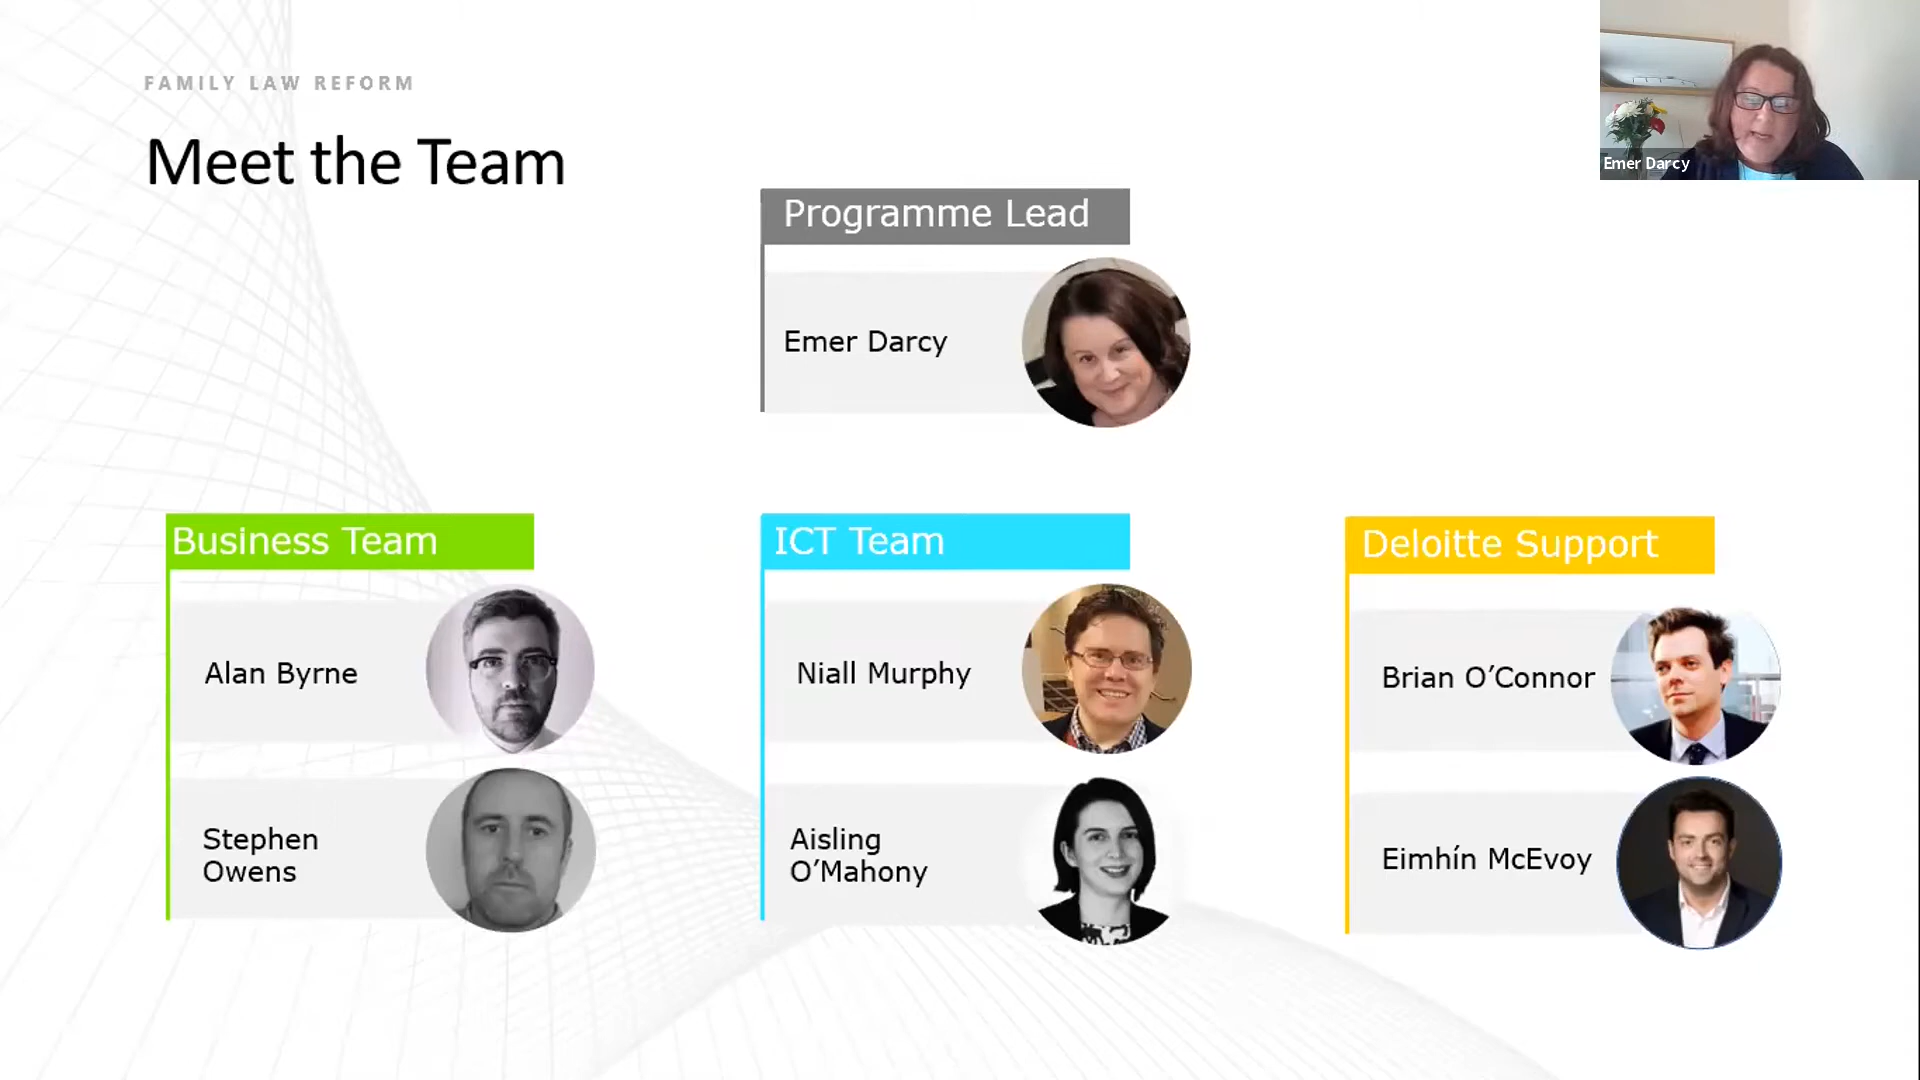 FAMILY LAW REFORM
Meet the Team
Emer Darcy
Programme Lead
Emer Darcy
Business Team
Alan Byrne
Stephen
Owens
ICT Team
Niall Murphy
Aisling
O’Mahony
Deloitte Support
Brian O’Connor
Eimhín McEvoy